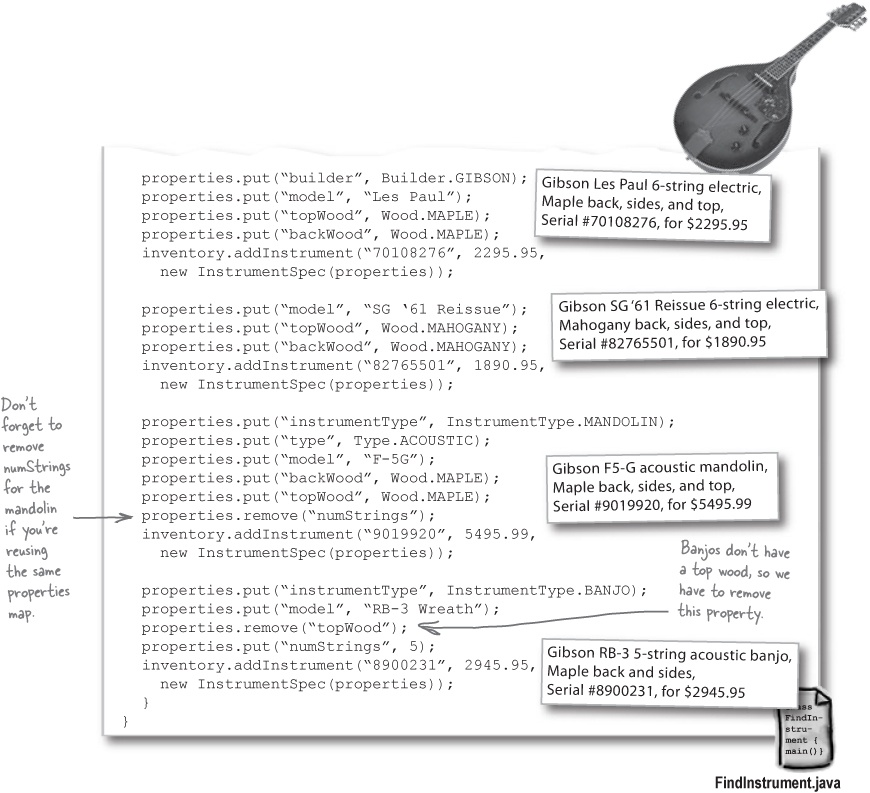 properties.put(“builder”, Builder.GIBSON);
properties.put(“model”, “Les Paul”);
properties.put(“topWood”, Wood.MAPLE);
properties.put(“backWood”, Wood.MAPLE);
inventory.addInstrument(“70108276”, 2295.95,
new InstrumentSpec(properties));
Gibson Les Paul 6-string electric,
Maple back, sides, and top,
Serial #70108276, for $2295.95
properties.put(“model”, “SG ‘61 Reissue”);
properties.put(“topWood”, Wood.MAHOGANY);
properties.put(“backWood”, Wood.MAHOGANY);
inventory.addInstrument(“82765501”, 1890.95,
new InstrumentSpec(properties));
Gibson SG ‘61 Reissue 6-string electric,
Mahogany back, sides, and top,
Serial #82765501, for $1890.95
Don’t
forget to
remove
numStrings
for the
mandolin
if you’re
reusing
the same
properties
map.
properties.put(“instrumentType”, InstrumentType.MANDOLIN);
properties.put(“type”, Type.ACOUSTIC);
properties.put(“model”, “F-5G”);
properties.put(“backWood”, Wood.MAPLE);
properties.put(“topWood”, Wood.MAPLE);
properties.remove(“numStrings”);
inventory.addInstrument(“9019920”, 5495.99,
new InstrumentSpec(properties));
Gibson F5-G acoustic mandolin,
Maple back, sides, and top,
Serial #9019920, for $5495.99
Banjos don’t have
a top wood, so we
have to remove
this property.
properties.put(“instrumentType”, InstrumentType.BANJO);
properties.put(“model”, “RB-3 Wreath”);
properties.remove(“topWood”);
properties.put(“numStrings”, 5);
inventory.addInstrument(“8900231”, 2945.95,
new InstrumentSpec(properties));
}
}
Gibson RB-3 5-string acoustic banjo,
Maple back and sides,
Serial #8900231, for $2945.95
FindIn-
stru-
ment {
main()}
FindInstrument.java